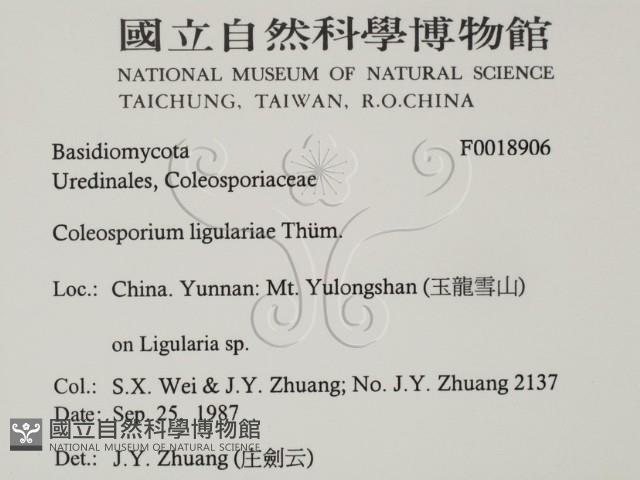 國立自然科學博物館
NATIONAL MUSEUM OF NATURAL SCIENCE
TAICHUNG, TAIWAN, R.O.CHINA
Basidiomycota F0018906
Uredinales, Coleosporiaceae
Coleosporium ligulariae Thüm.
Loc.: China. Yunnan: Mt. Yulongshan (玉龍雪山)
on Ligularia sp.
Col.: S.X. Wei & J.Y. Zhuang; No. J.Y. Zhuang 2137
Date: Sep. 25, 1987
國立自然科學博物館
NATIONAL MUSEUM OF NATURAL SCIENCE
Det.: J.Y. Zhuang (庄劍云)